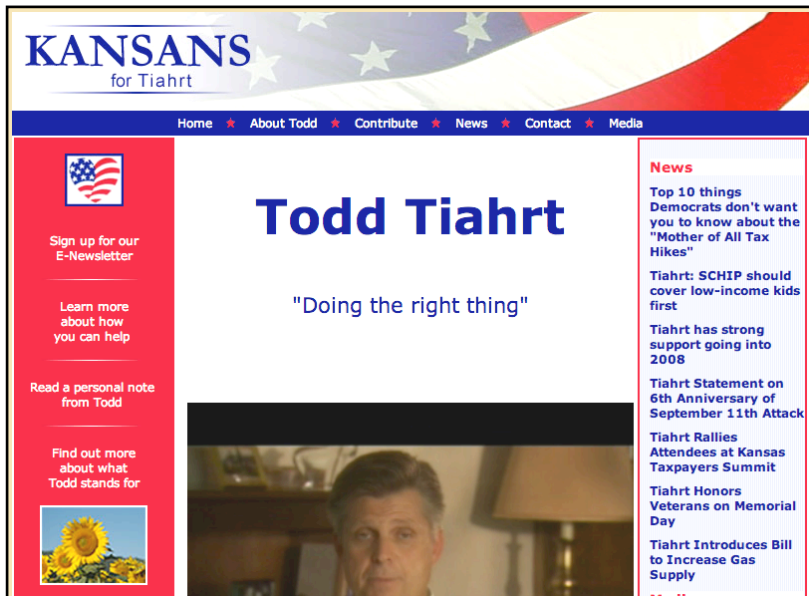 KANSANS
for Tiahrt
Home About Todd Contribute News Contact Media
Sign up for our
E-Newsletter
Learn more
about how
you can help
Read a personal note
from Todd
Find out more
about what
Todd stands for
Todd Tiahrt
"Doing the right thing"
News
Top 10 things
Democrats don't want
you to know about the
"Mother of All Tax
Hikes"
Tiahrt: SCHIP should
cover low-income kids
first
Tiahrt has strong
support going into
2008
Tiahrt Statement on
6th Anniversary of
September 11th Attack
Tiahrt Rallies
Attendees at Kansas
Taxpayers Summit
Tiahrt Honors
Veterans on Memorial
Day
Tiahrt Introduces Bill
to Increase Gas
Supply